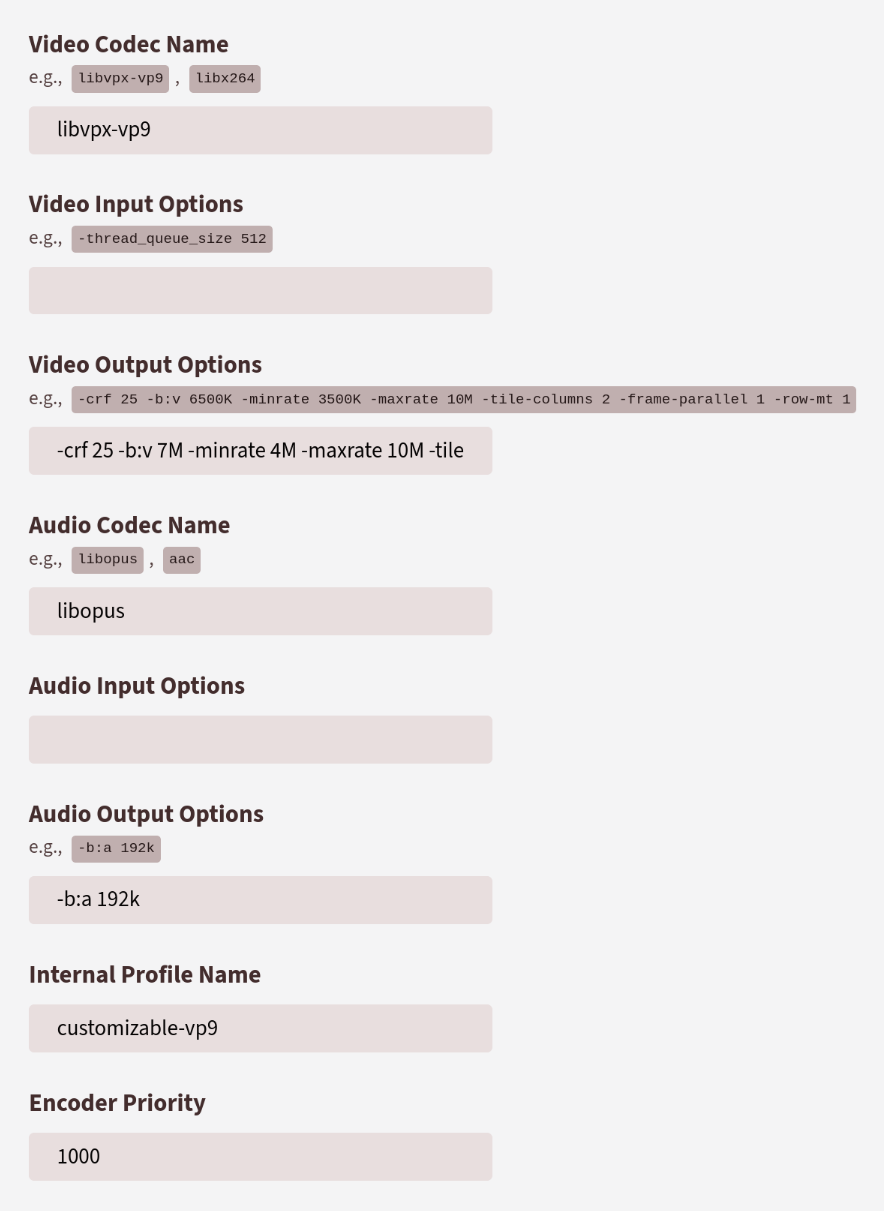 Video Codec Name
e.g., libvpx-vp9 , libx264
libvpx-vp9
Video Input Options
e.g., -thread_queue_size 512
Video Output Options
e.g., -crf 25 -b:v 6500K -minrate 3500K -maxrate 10M -tile-columns 2 -frame-parallel 1 -row-mt 1
-crf 25 -b:v 7M -minrate 4M -maxrate 10M -tile
Audio Codec Name
e.g., libopus , aac
libopus
Audio Input Options
Audio Output Options
e.g., -b:a 192k
-b:a 192k
Internal Profile Name
customizable-vp9
Encoder Priority
1000